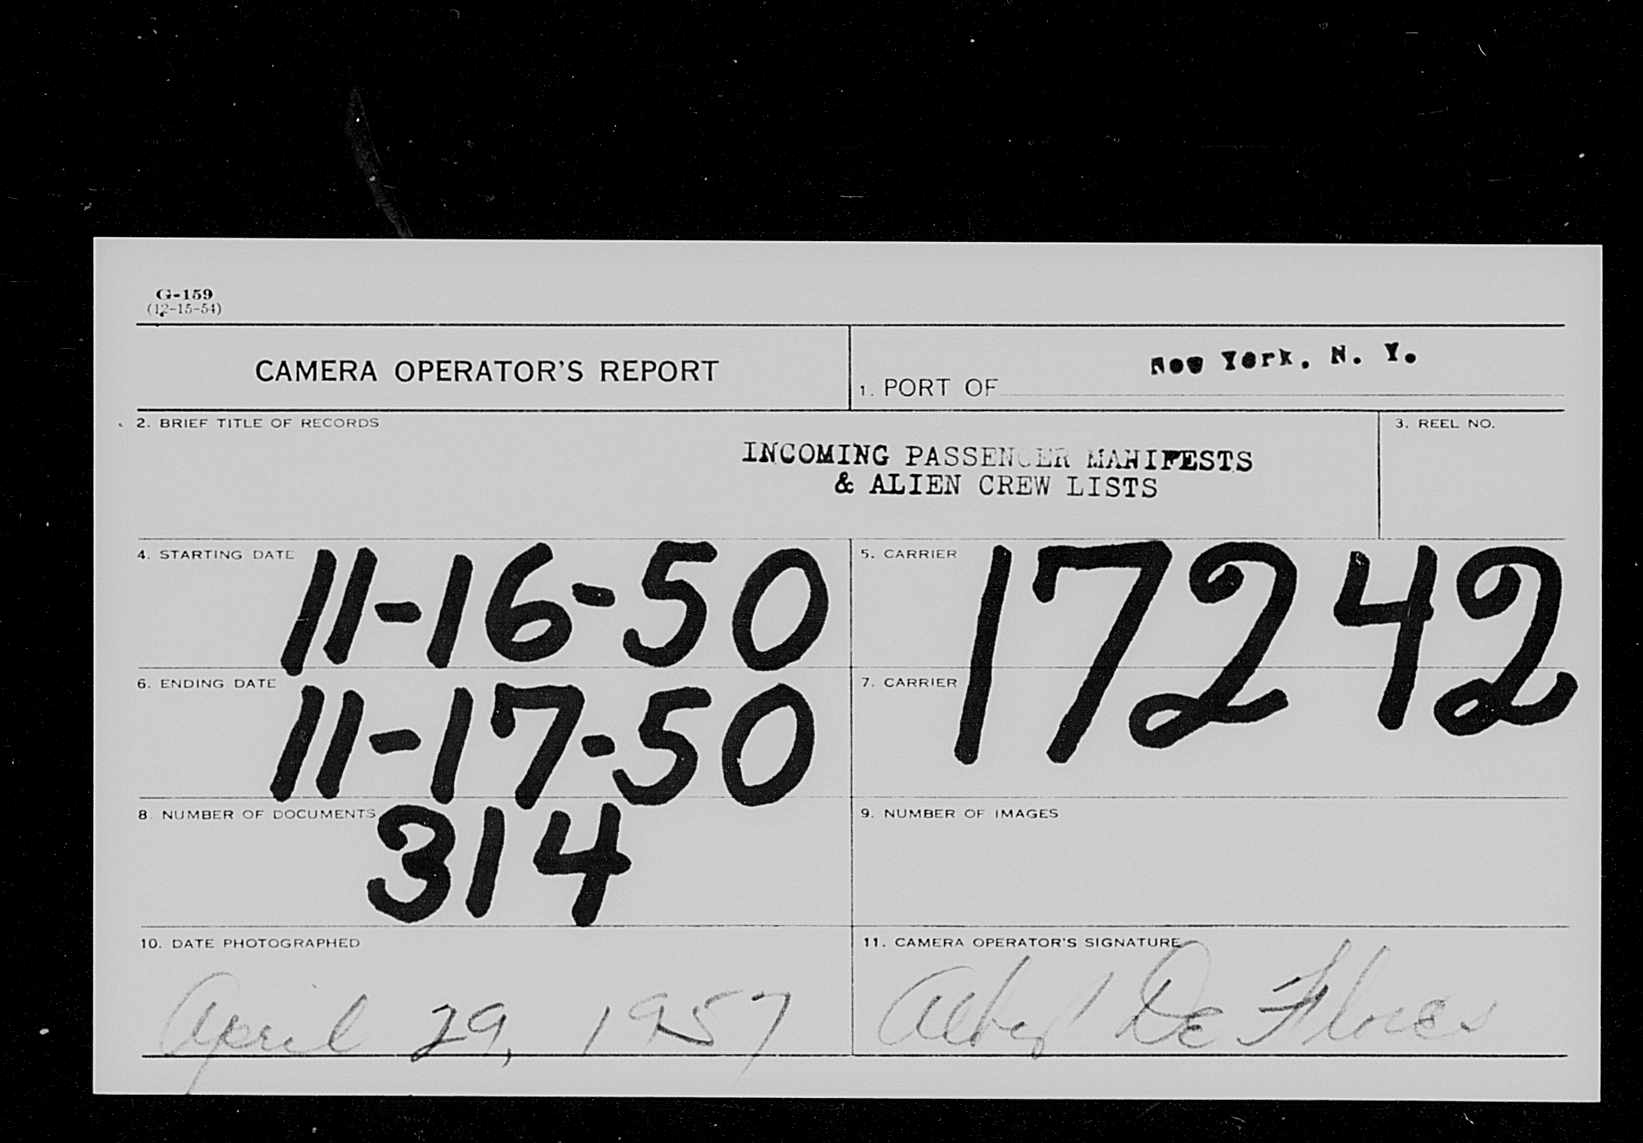 G-159
(12-15-54)
CAMERA OPERATOR'S REPORT
1. PORT OF New York, N. Y.
2. BRIEF TITLE OF RECORDS
INCOMING PASSENGER MANIFESTS
& ALIEN CREW LISTS
3. REEL NO.
4. STARTING DATE 11-16-50
5. CARRIER 17242
6. ENDING DATE 11-17-50
7. CARRIER
8. NUMBER OF DOCUMENTS 314
9. NUMBER OF IMAGES
10. DATE PHOTOGRAPHED
April 29, 1957
11. CAMERA OPERATOR'S SIGNATURE
De